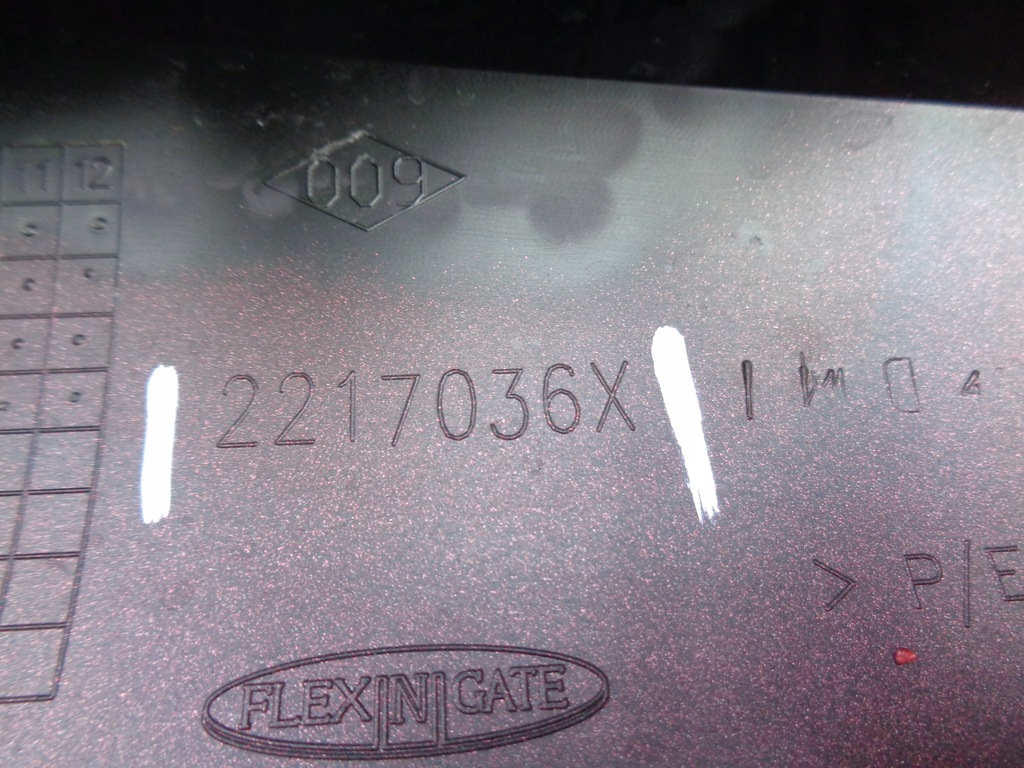 11 12
009
2217036X
> P/E
FLEX|N|GATE